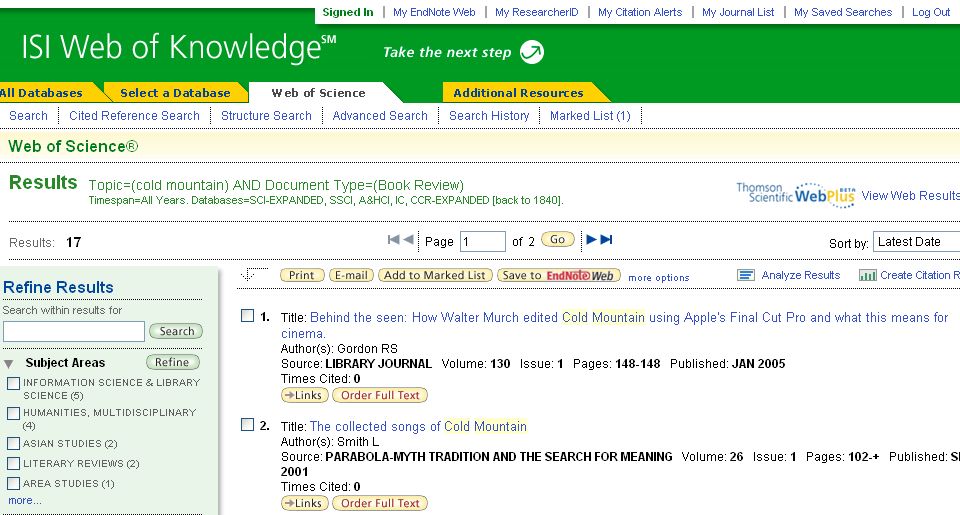 Signed In | My EndNote Web | My ResearcherID | My Citation Alerts | My Journal List | My Saved Searches | Log Out
ISI Web of Knowledge℠ Take the next step
All Databases Select a Database Web of Science Additional Resources
Search Cited Reference Search Structure Search Advanced Search Search History Marked List (1)
Web of Science®
Results Topic=(cold mountain) AND Document Type=(Book Review)
Timespan=All Years. Databases=SCI-EXPANDED, SSCI, A&HCI, IC, CCR-EXPANDED [back to 1840].
Thomson Scientific WebPlus BETA View Web Results
Results: 17 Page 1 of 2 Go Sort by: Latest Date
Print E-mail Add to Marked List Save to EndNote Web more options Analyze Results Create Citation R
Refine Results
Search within results for
Search
Subject Areas Refine
INFORMATION SCIENCE & LIBRARY
SCIENCE (5)
HUMANITIES, MULTIDISCIPLINARY
(4)
ASIAN STUDIES (2)
LITERARY REVIEWS (2)
AREA STUDIES (1)
more...
1. Title: Behind the seen: How Walter Murch edited Cold Mountain using Apple's Final Cut Pro and what this means for
cinema.
Author(s): Gordon RS
Source: LIBRARY JOURNAL Volume: 130 Issue: 1 Pages: 148-148 Published: JAN 2005
Times Cited: 0
Links Order Full Text
2. Title: The collected songs of Cold Mountain
Author(s): Smith L
Source: PARABOLA-MYTH TRADITION AND THE SEARCH FOR MEANING Volume: 26 Issue: 1 Pages: 102-+ Published: S
2001
Times Cited: 0
Links Order Full Text